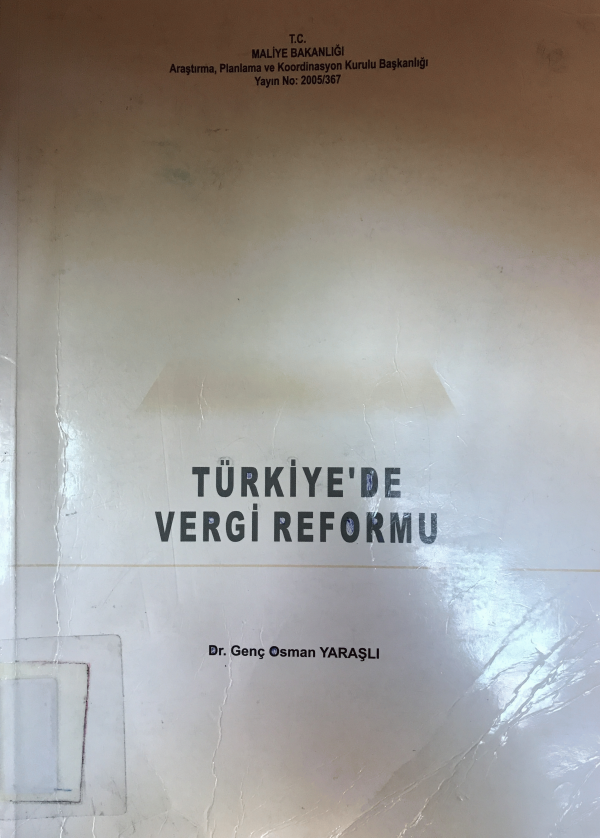 T.C.
MALİYE BAKANLIĞI
Araştırma, Planlama ve Koordinasyon Kurulu Başkanlığı
Yayın No: 2005/367
TÜRKİYE'DE
VERGİ REFORMU
Dr. Genç Osman YARAŞLI